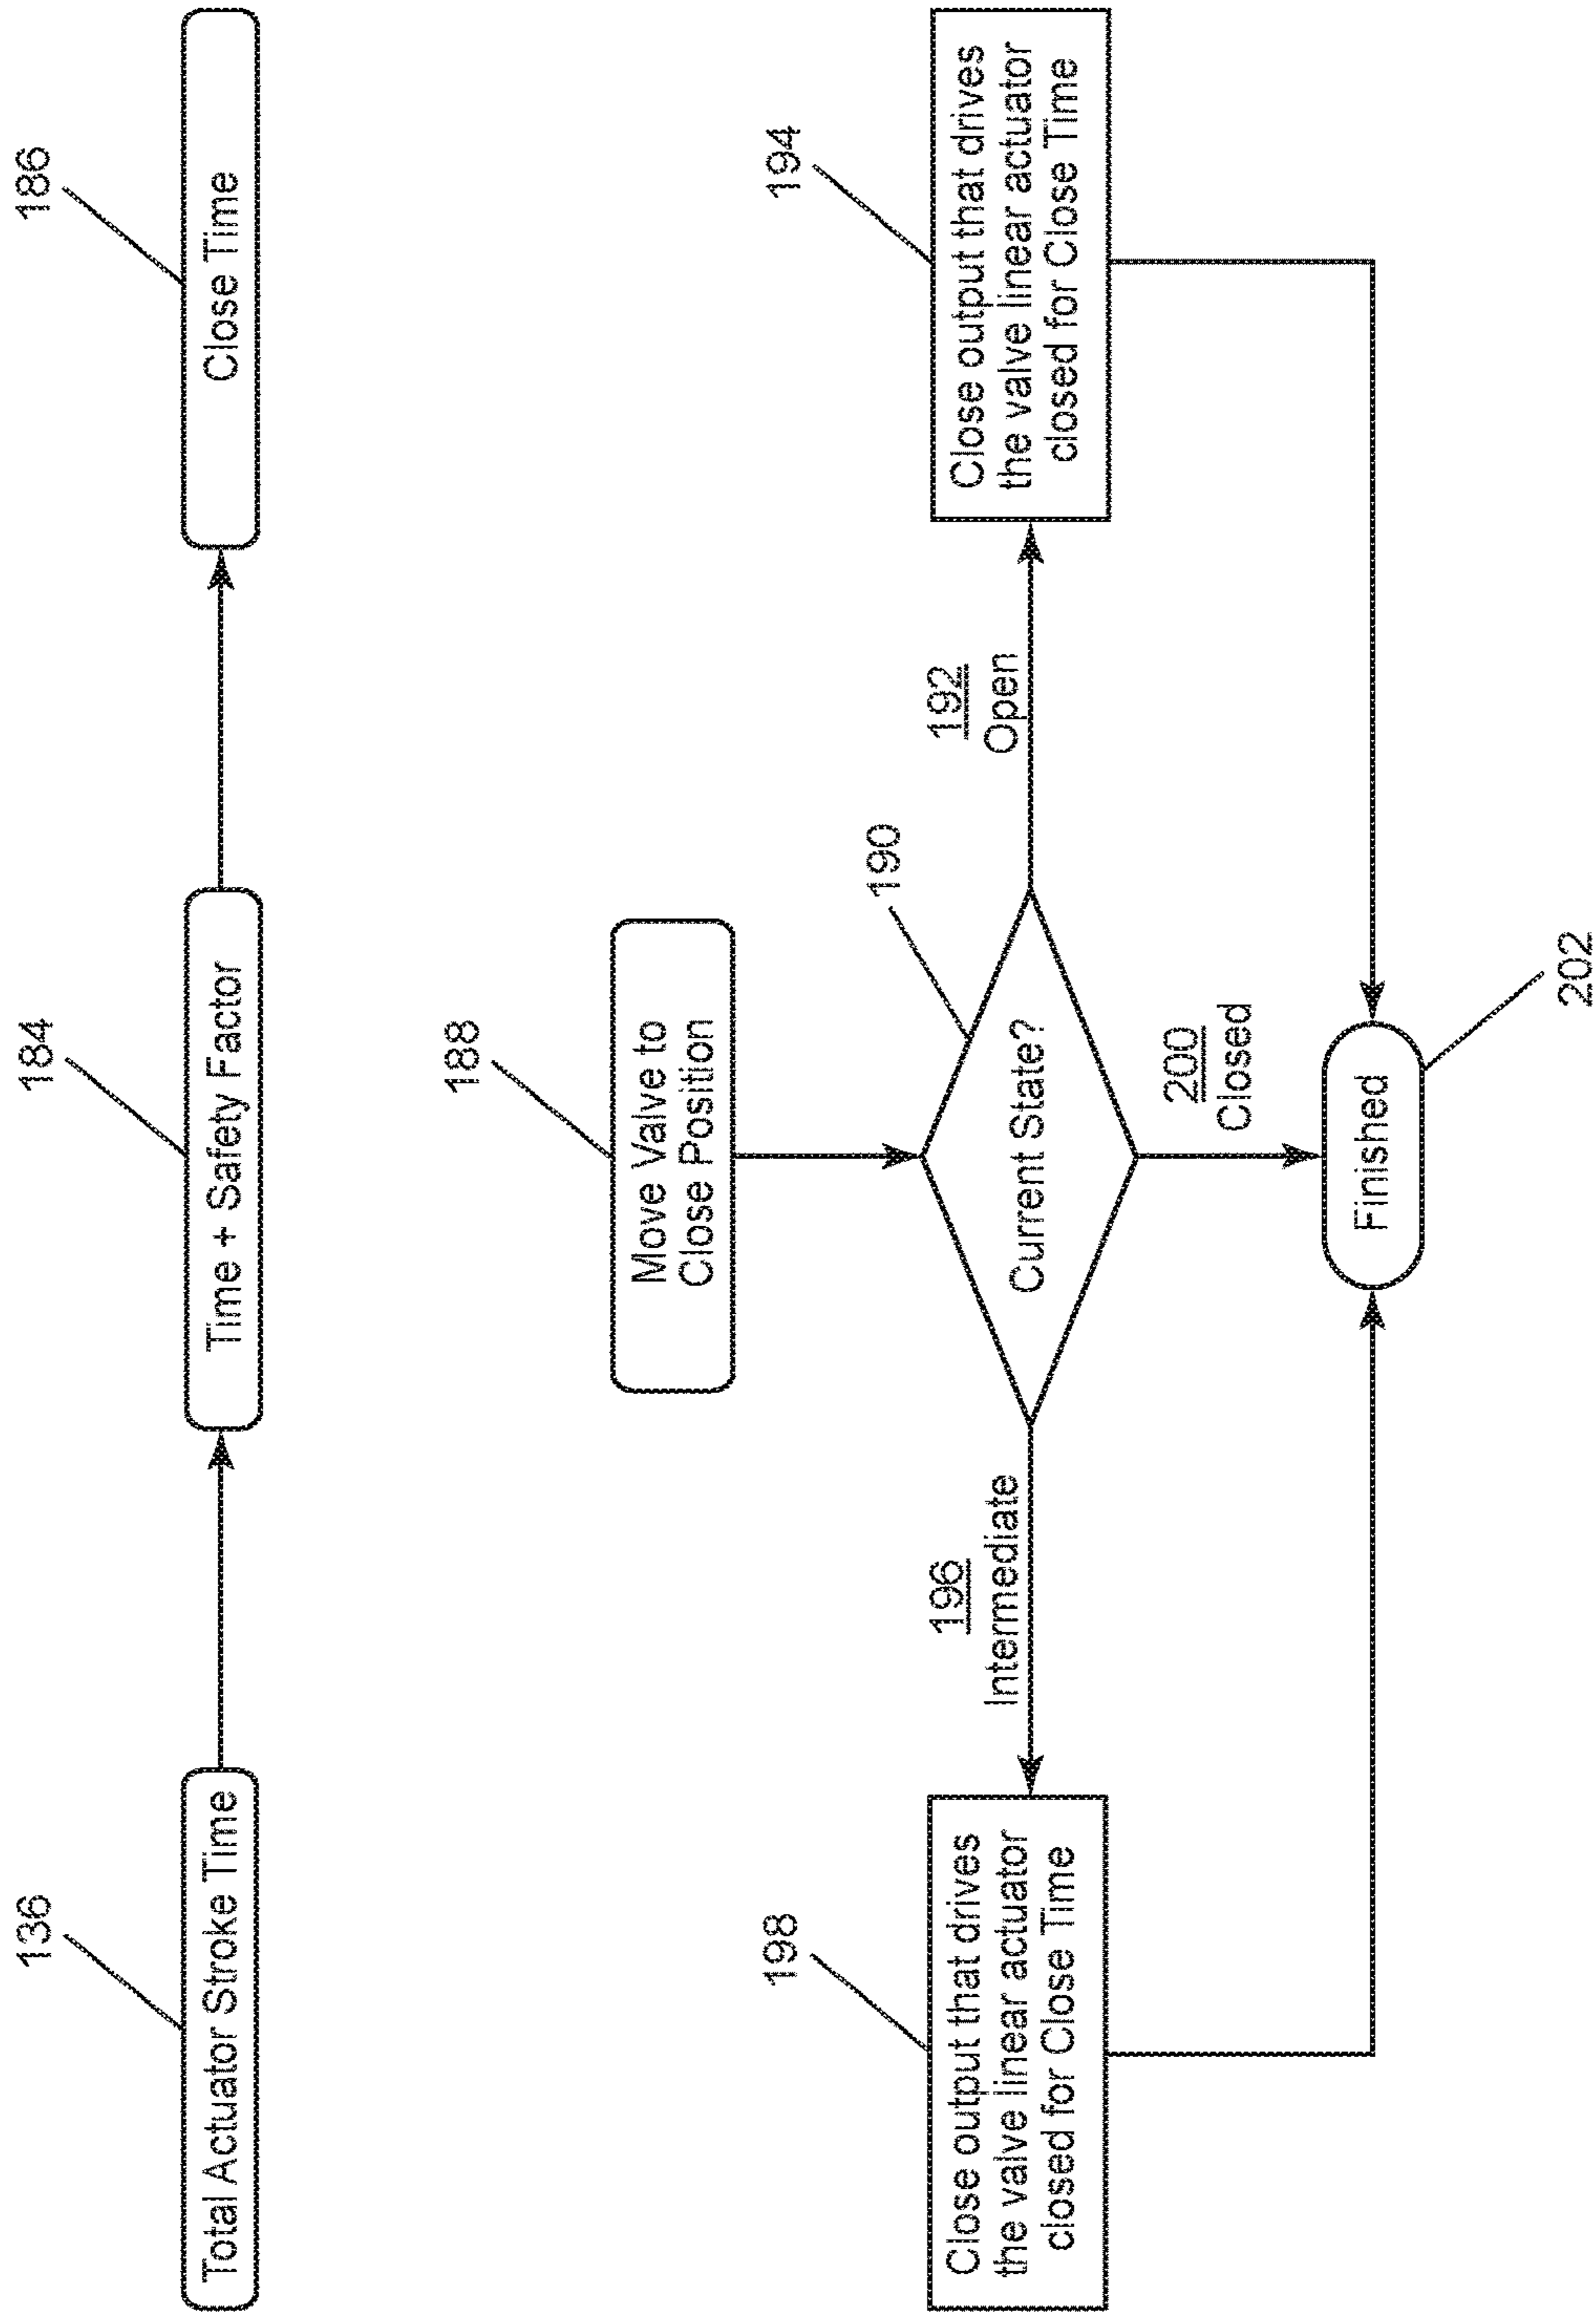 136
Total Actuator Stroke Time
184
Time + Safety Factor
186
Close Time
188
Move Valve to
Close Position
190
Current State?
196
Intermediate
192
Open
198
Close output that drives
the valve linear actuator
closed for Close Time
194
Close output that drives
the valve linear actuator
closed for Close Time
200
Closed
Finished
202